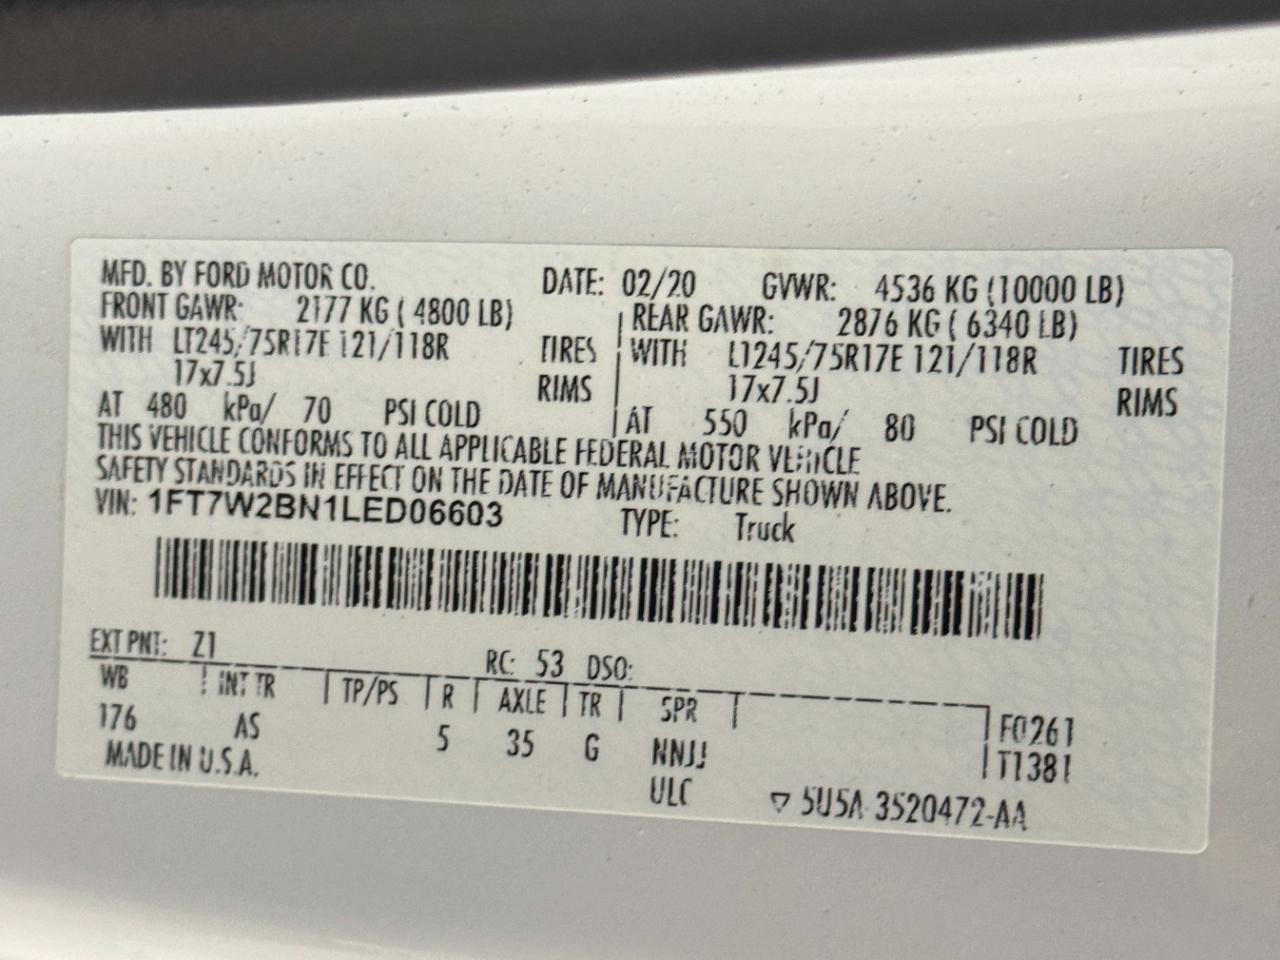 MFD. BY FORD MOTOR CO. DATE: 02/20 GVWR: 4536 KG (10000 LB)
FRONT GAWR: 2177 KG ( 4800 LB) REAR GAWR: 2876 KG ( 6340 LB)
WITH LT245/75R17E 121/118R TIRES WITH LT245/75R17E 121/118R TIRES
17x7.5J RIMS 17x7.5J RIMS
AT 480 kPa/ 70 PSI COLD AT 550 kPa/ 80 PSI COLD
THIS VEHICLE CONFORMS TO ALL APPLICABLE FEDERAL MOTOR VEHICLE
SAFETY STANDARDS IN EFFECT ON THE DATE OF MANUFACTURE SHOWN ABOVE.
VIN: 1FT7W2BN1LED06603 TYPE: Truck
EXT PNT: Z1 RC: 53 DSO:
WB INT TR TP/PS R AXLE TR SPR
176 AS 5 35 G NNJJ F0261
MADE IN U.S.A. ULC T1381
▽ 5U5A-3520472-AA